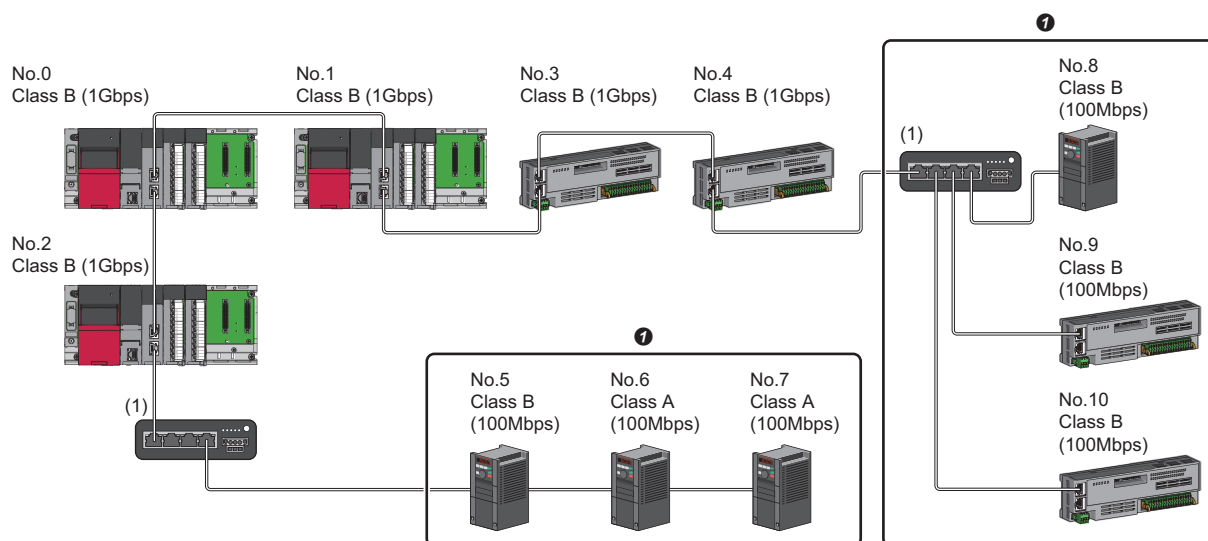 ❶
No.0
Class B (1Gbps)
No.1
Class B (1Gbps)
No.3
Class B (1Gbps)
No.4
Class B (1Gbps)
No.8
Class B
(100Mbps)
(1)
No.2
Class B (1Gbps)
No.9
Class B
(100Mbps)
❶
(1)
No.5
Class B
(100Mbps)
No.6
Class A
(100Mbps)
No.7
Class A
(100Mbps)
No.10
Class B
(100Mbps)